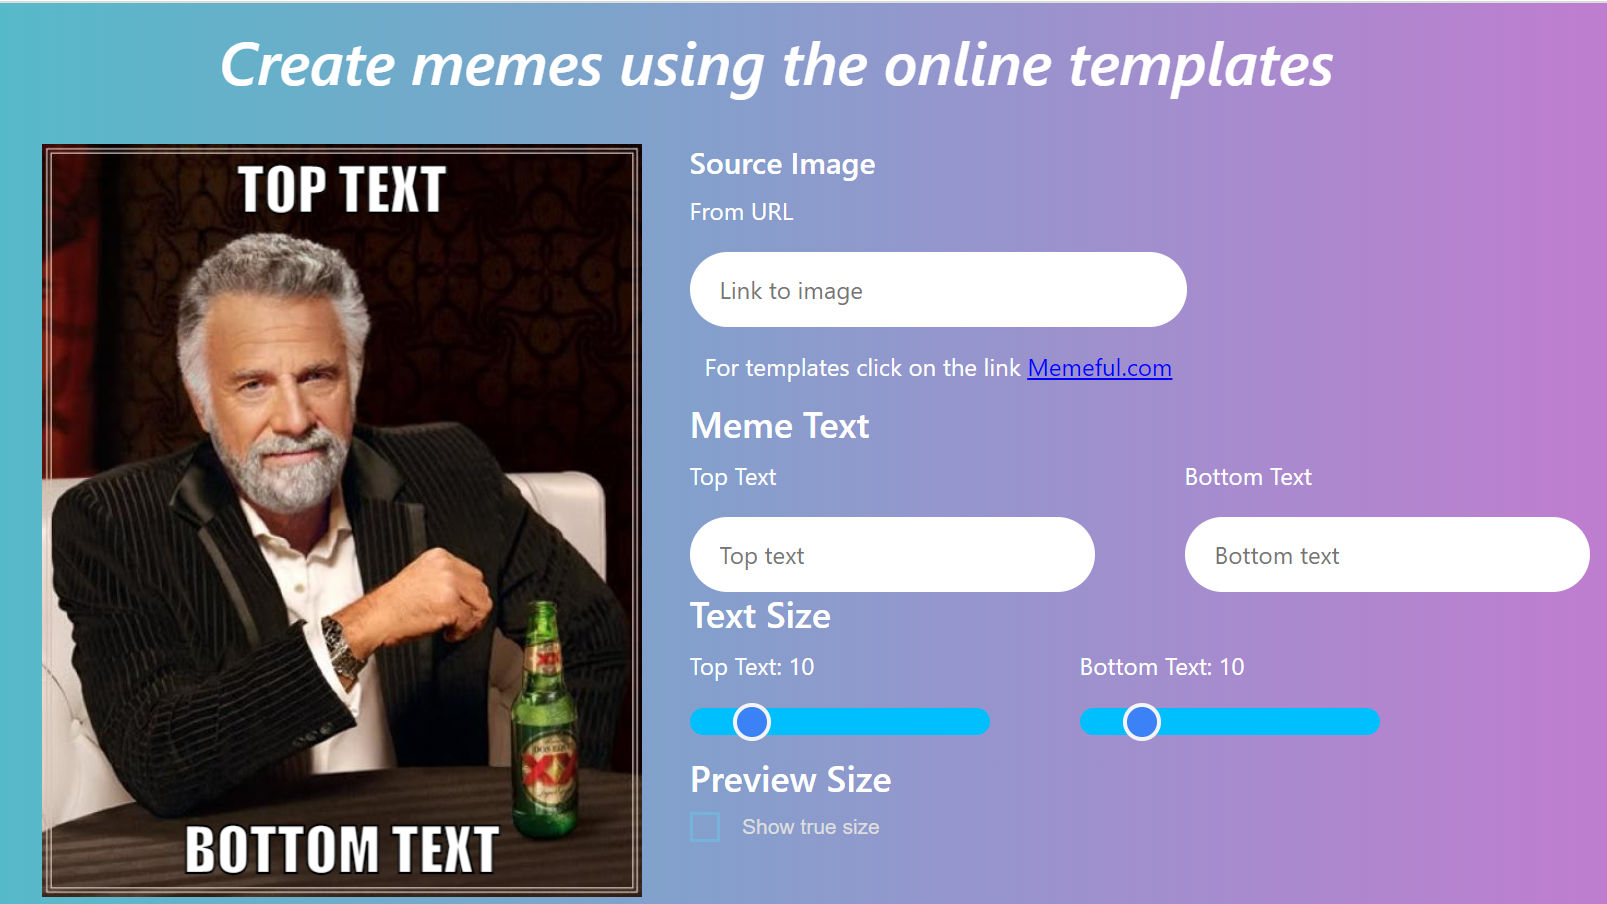 Create memes using the online templates
TOP TEXT
BOTTOM TEXT
XX
XX
Source Image
From URL
Link to image
For templates click on the link Memeful.com
Meme Text
Top Text
Bottom Text
Top text
Bottom text
Text Size
Top Text: 10
Bottom Text: 10
Preview Size
Show true size